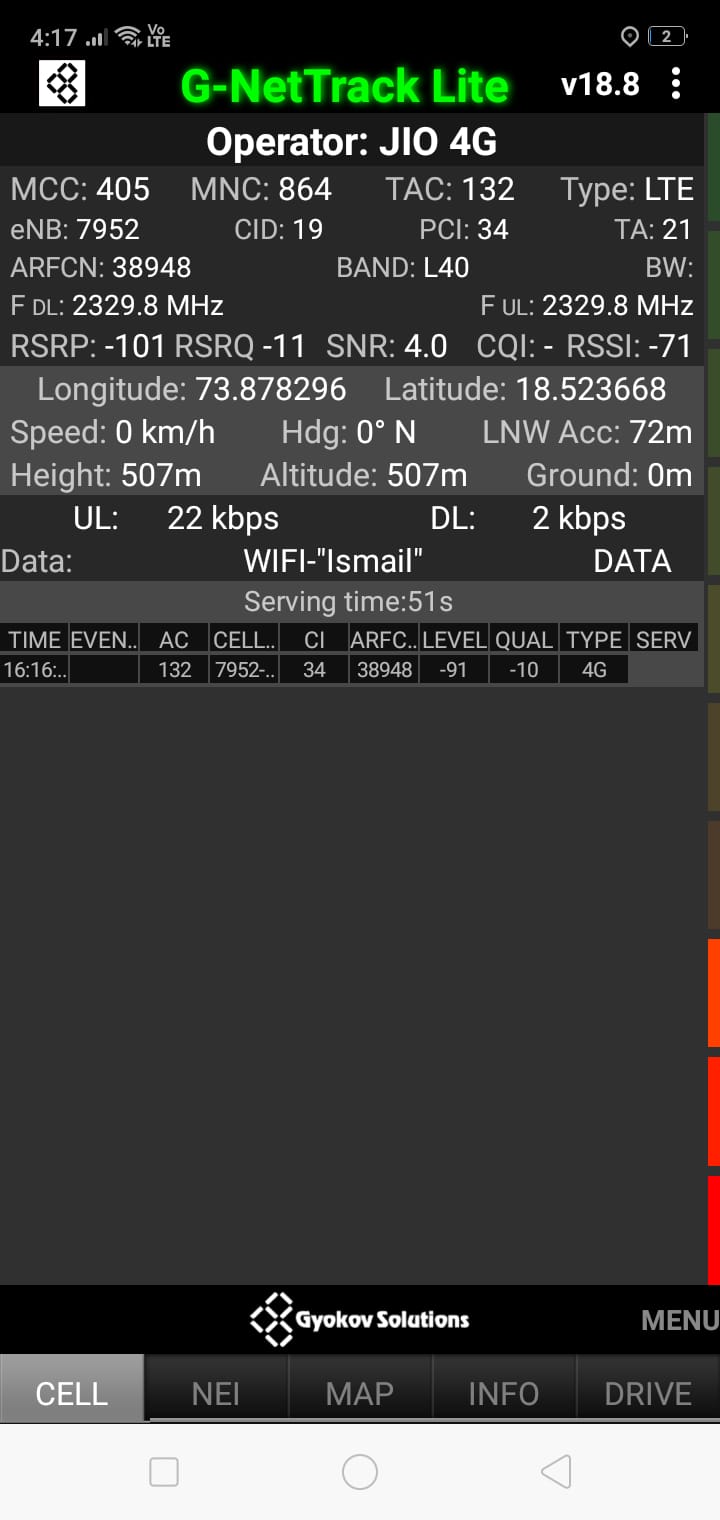 4:17 Vo LTE 2
G-NetTrack Lite v18.8
Operator: JIO 4G
MCC: 405 MNC: 864 TAC: 132 Type: LTE
eNB: 7952 CID: 19 PCI: 34 TA: 21
ARFCN: 38948 BAND: L40 BW:
F DL: 2329.8 MHz F UL: 2329.8 MHz
RSRP: -101 RSRQ -11 SNR: 4.0 CQI: - RSSI: -71
Longitude: 73.878296 Latitude: 18.523668
Speed: 0 km/h Hdg: 0° N LNW Acc: 72m
Height: 507m Altitude: 507m Ground: 0m
UL: 22 kbps DL: 2 kbps
Data: WIFI-"Ismail" DATA
Serving time:51s
TIME EVEN.. AC CELL.. CI ARFC.. LEVEL QUAL TYPE SERV
16:16:.. 132 7952-.. 34 38948 -91 -10 4G
Gyokov Solutions MENU
CELL NEI MAP INFO DRIVE